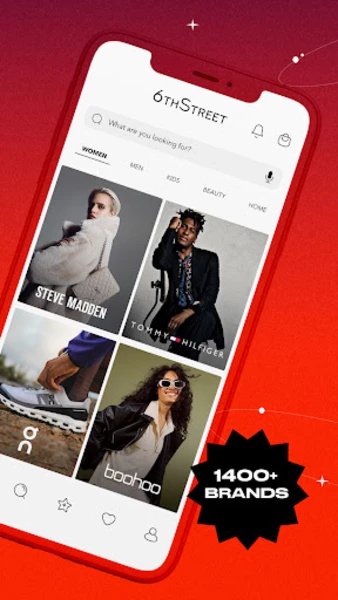 6THSTREET
What are you looking for?
WOMEN
MEN
KIDS
BEAUTY
HOME
STEVE MADDEN
TOMMY HILFIGER
on
boohoo
1400+
BRANDS